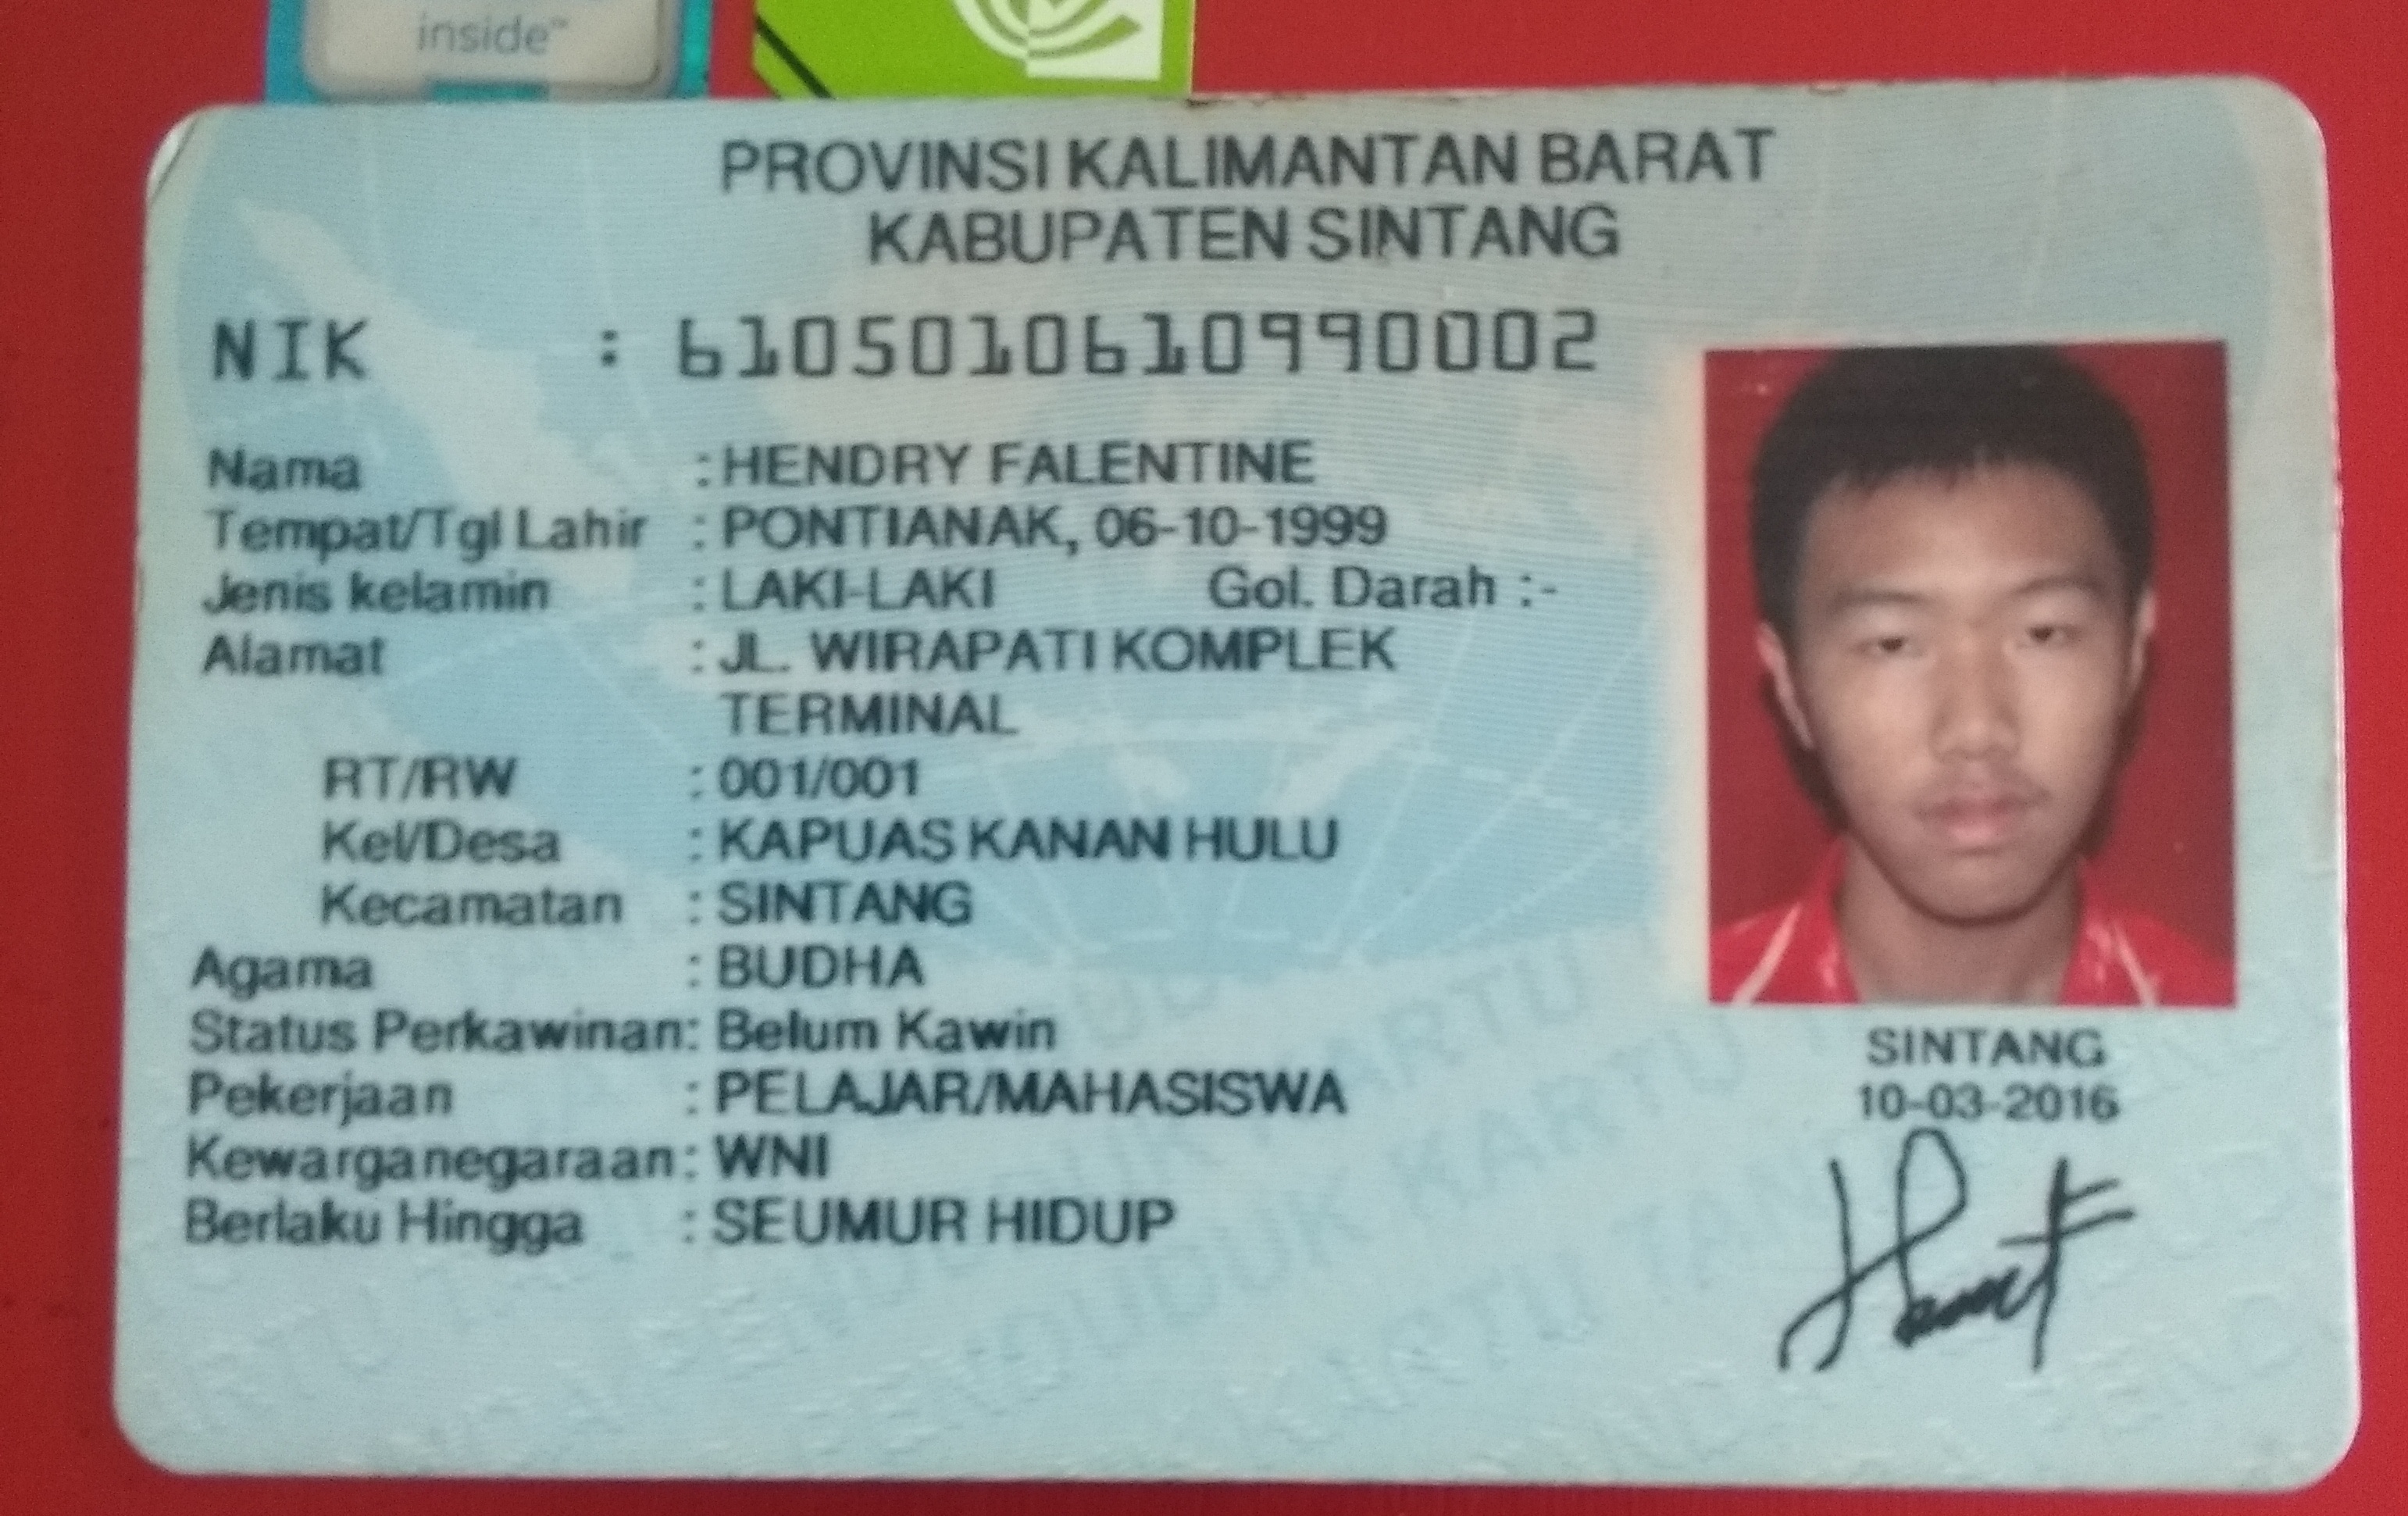 inside™
PROVINSI KALIMANTAN BARAT
KABUPATEN SINTANG
NIK : 6105010610990002
Nama : HENDRY FALENTINE
Tempat/Tgl Lahir : PONTIANAK, 06-10-1999
Jenis kelamin : LAKI-LAKI Gol. Darah :-
Alamat : JL. WIRAPATI KOMPLEK
TERMINAL
RT/RW : 001/001
Kel/Desa : KAPUAS KANAN HULU
Kecamatan : SINTANG
Agama : BUDHA
Status Perkawinan: Belum Kawin
Pekerjaan : PELAJAR/MAHASISWA
Kewarganegaraan: WNI
Berlaku Hingga : SEUMUR HIDUP
SINTANG
10-03-2016